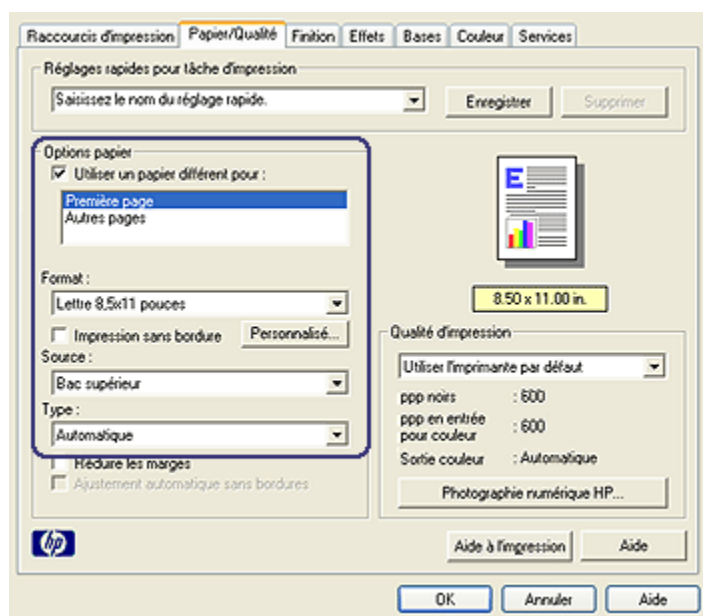 Raccourcis d'impression Papier/Qualité Finition Effets Bases Couleur Services
Réglages rapides pour tâche d'impression
Saisissez le nom du réglage rapide. Enregistrer Supprimer
Options papier
Utiliser un papier différent pour :
Première page
Autres pages
Format :
Lettre 8,5x11 pouces
Impression sans bordure Personnalisé...
Source :
Bac supérieur
Type :
Automatique
Réduire les marges
Ajustement automatique sans bordures
E
8.50 x 11.00 in.
Qualité d'impression
Utiliser l'imprimante par défaut
ppp noirs : 600
ppp en entrée
pour couleur : 600
Sortie couleur : Automatique
Photographie numérique HP...
hp
Aide à l'impression Aide
OK Annuler Aide